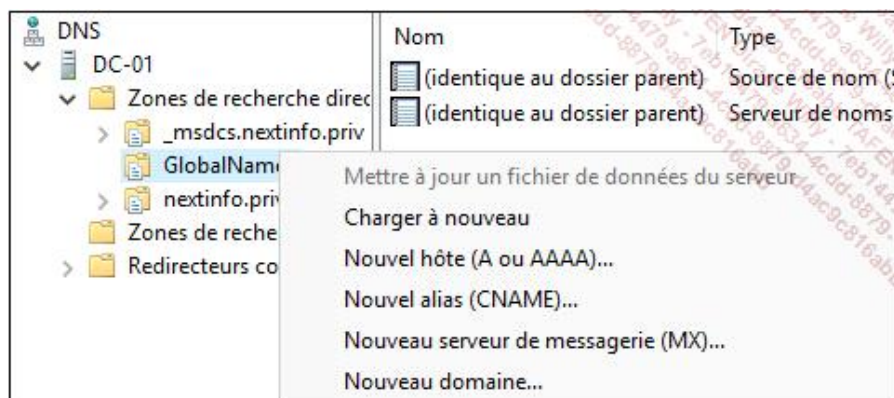 DNS
DC-01
Zones de recherche direc
_msdcs.nextinfo.priv
GlobalName
nextinfo.priv
Zones de reche
Redirecteurs co
Nom Type
(identique au dossier parent) Source de nom (S
(identique au dossier parent) Serveur de noms
Mettre à jour un fichier de données du serveur
Charger à nouveau
Nouvel hôte (A ou AAAA)...
Nouvel alias (CNAME)...
Nouveau serveur de messagerie (MX)...
Nouveau domaine...